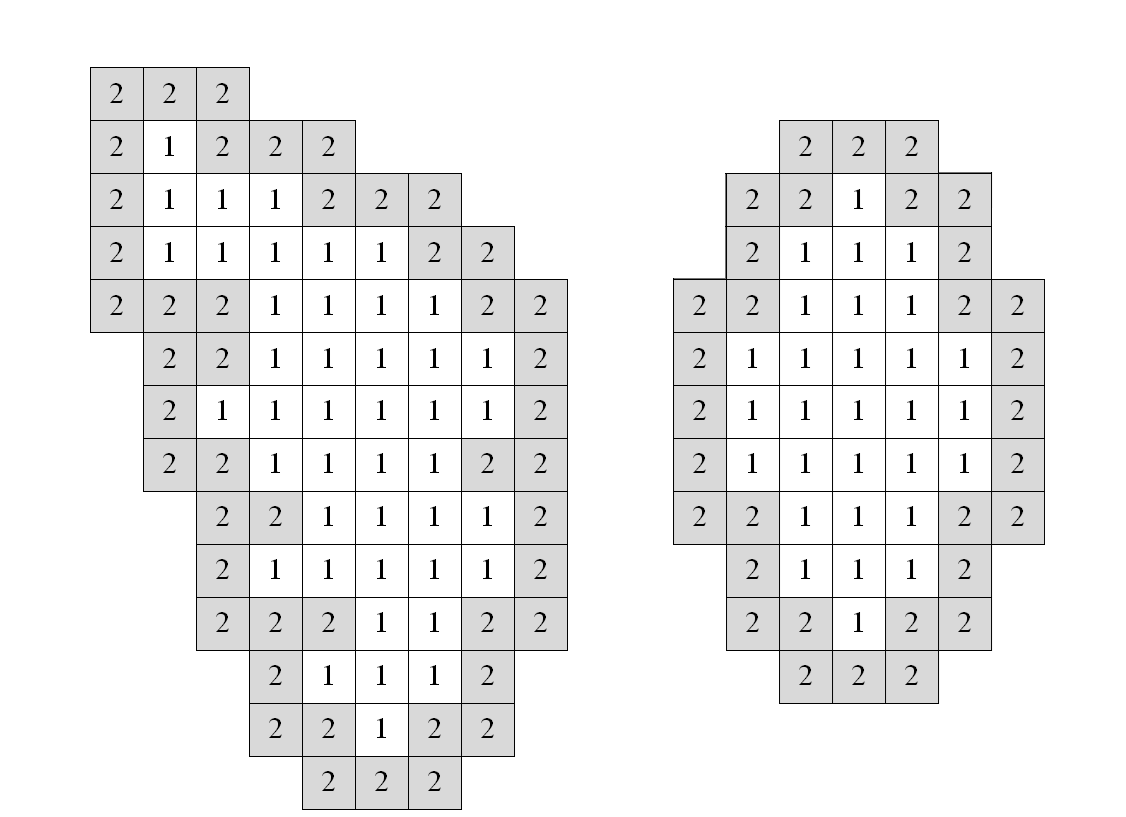 2 2 2
2 1 2 2 2 2 2 2
2 1 1 1 2 2 2 2 2 1 2 2
2 1 1 1 1 1 2 2 2 1 1 1 2
2 2 2 1 1 1 1 2 2 2 2 1 1 1 2 2
2 2 1 1 1 1 1 2 2 1 1 1 1 1 2
2 1 1 1 1 1 1 2 2 1 1 1 1 1 2
2 2 1 1 1 1 2 2 2 1 1 1 1 1 2
2 2 1 1 1 1 2 2 2 1 1 1 2 2
2 1 1 1 1 1 2 2 1 1 1 2
2 2 2 1 1 2 2 2 2 1 2 2
2 1 1 1 2 2 2 2
2 2 1 2 2
2 2 2